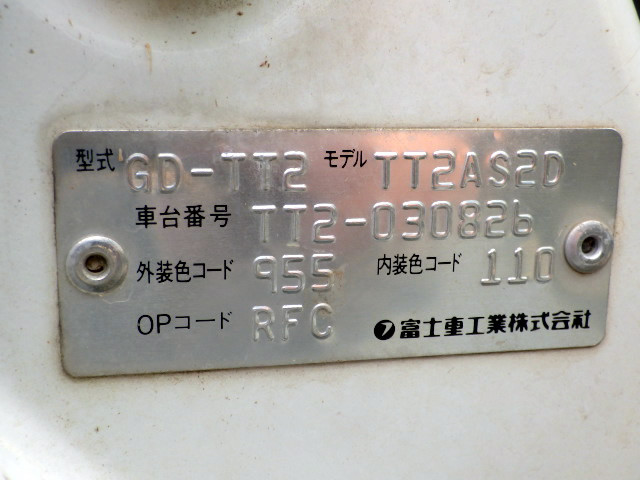 型式 GD-TT2 モデル TT2AS2D
車台番号 TT2-030826
外装色コード 955 内装色コード 110
OPコード RFC 富士重工業株式会社